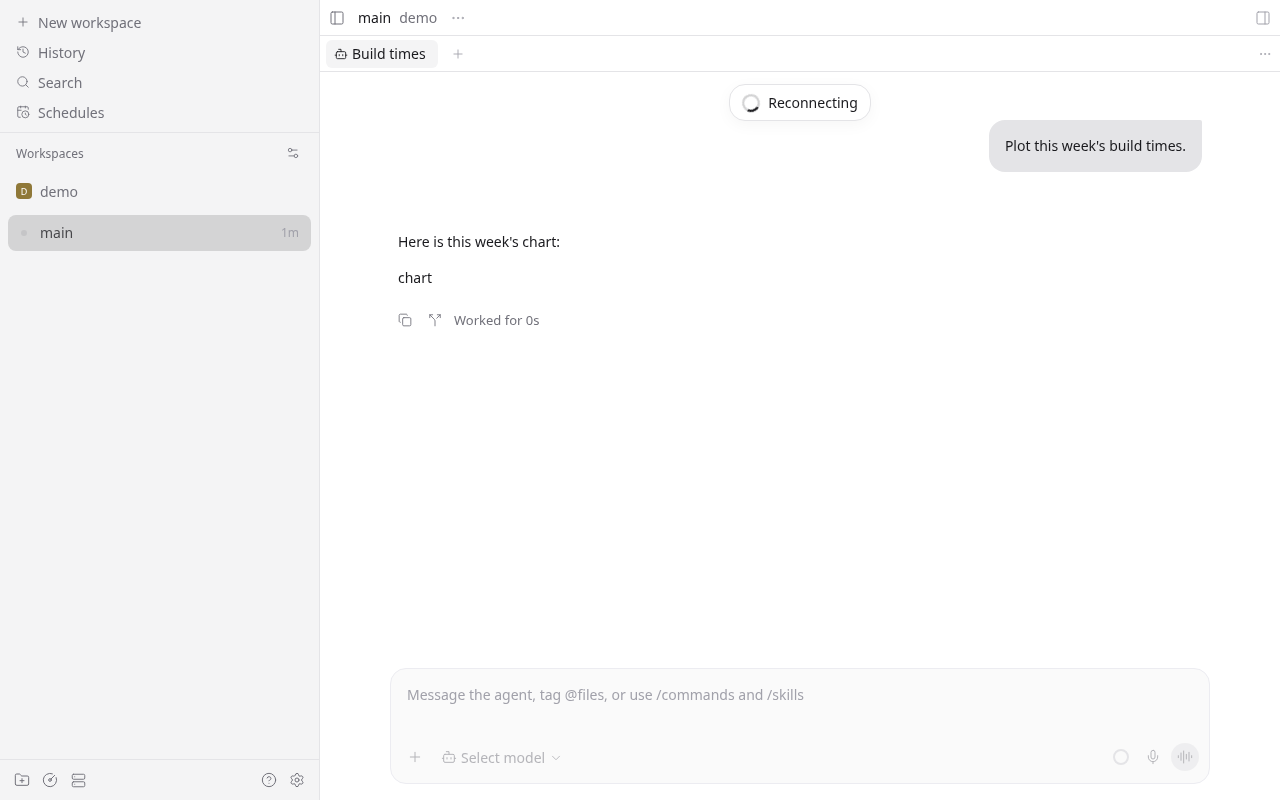 New workspace
History
Search
Schedules
Workspaces
D demo
main 1m
main demo
Build times
Reconnecting
Plot this week's build times.
Here is this week's chart:
chart
Worked for 0s
Message the agent, tag @files, or use /commands and /skills
Select model